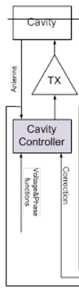 Cavity
Antenna
TX
Cavity
Controller
Voltage&Phase
functions
Correction